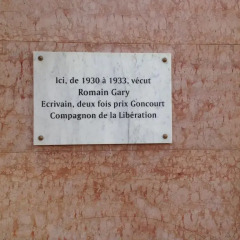 Ici, de 1930 à 1933, vécut
Romain Gary
Ecrivain, deux fois prix Goncourt
Compagnon de la Libération